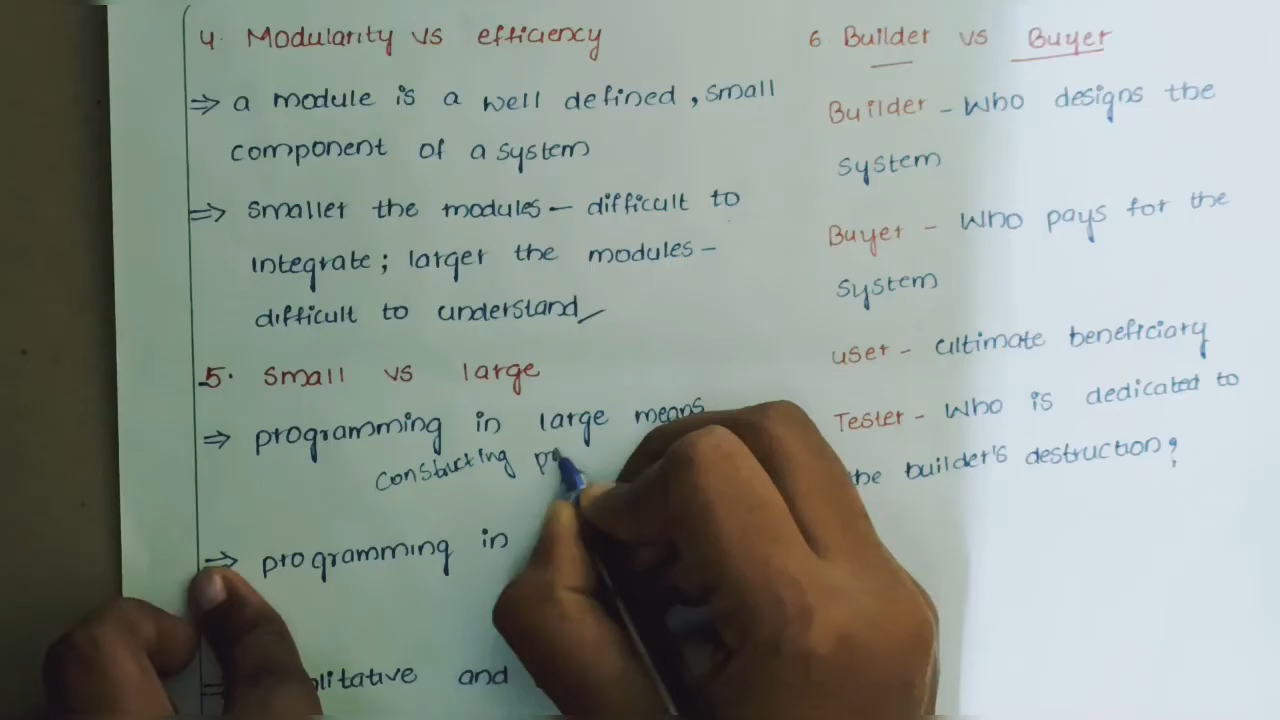 4. Modularity vs efficiency
⇒ a module is a well defined, small
component of a system
⇒ smaller the modules - difficult to
integrate; larger the modules -
difficult to understand
5. small vs large
⇒ programming in large means
constucting
⇒ programming in
and
6 Builder vs Buyer
Builder - Who designs the
system
Buyer - Who pays for the
system
user - ultimate beneficiary
Tester - Who is dedicated to
the builder's destruction?